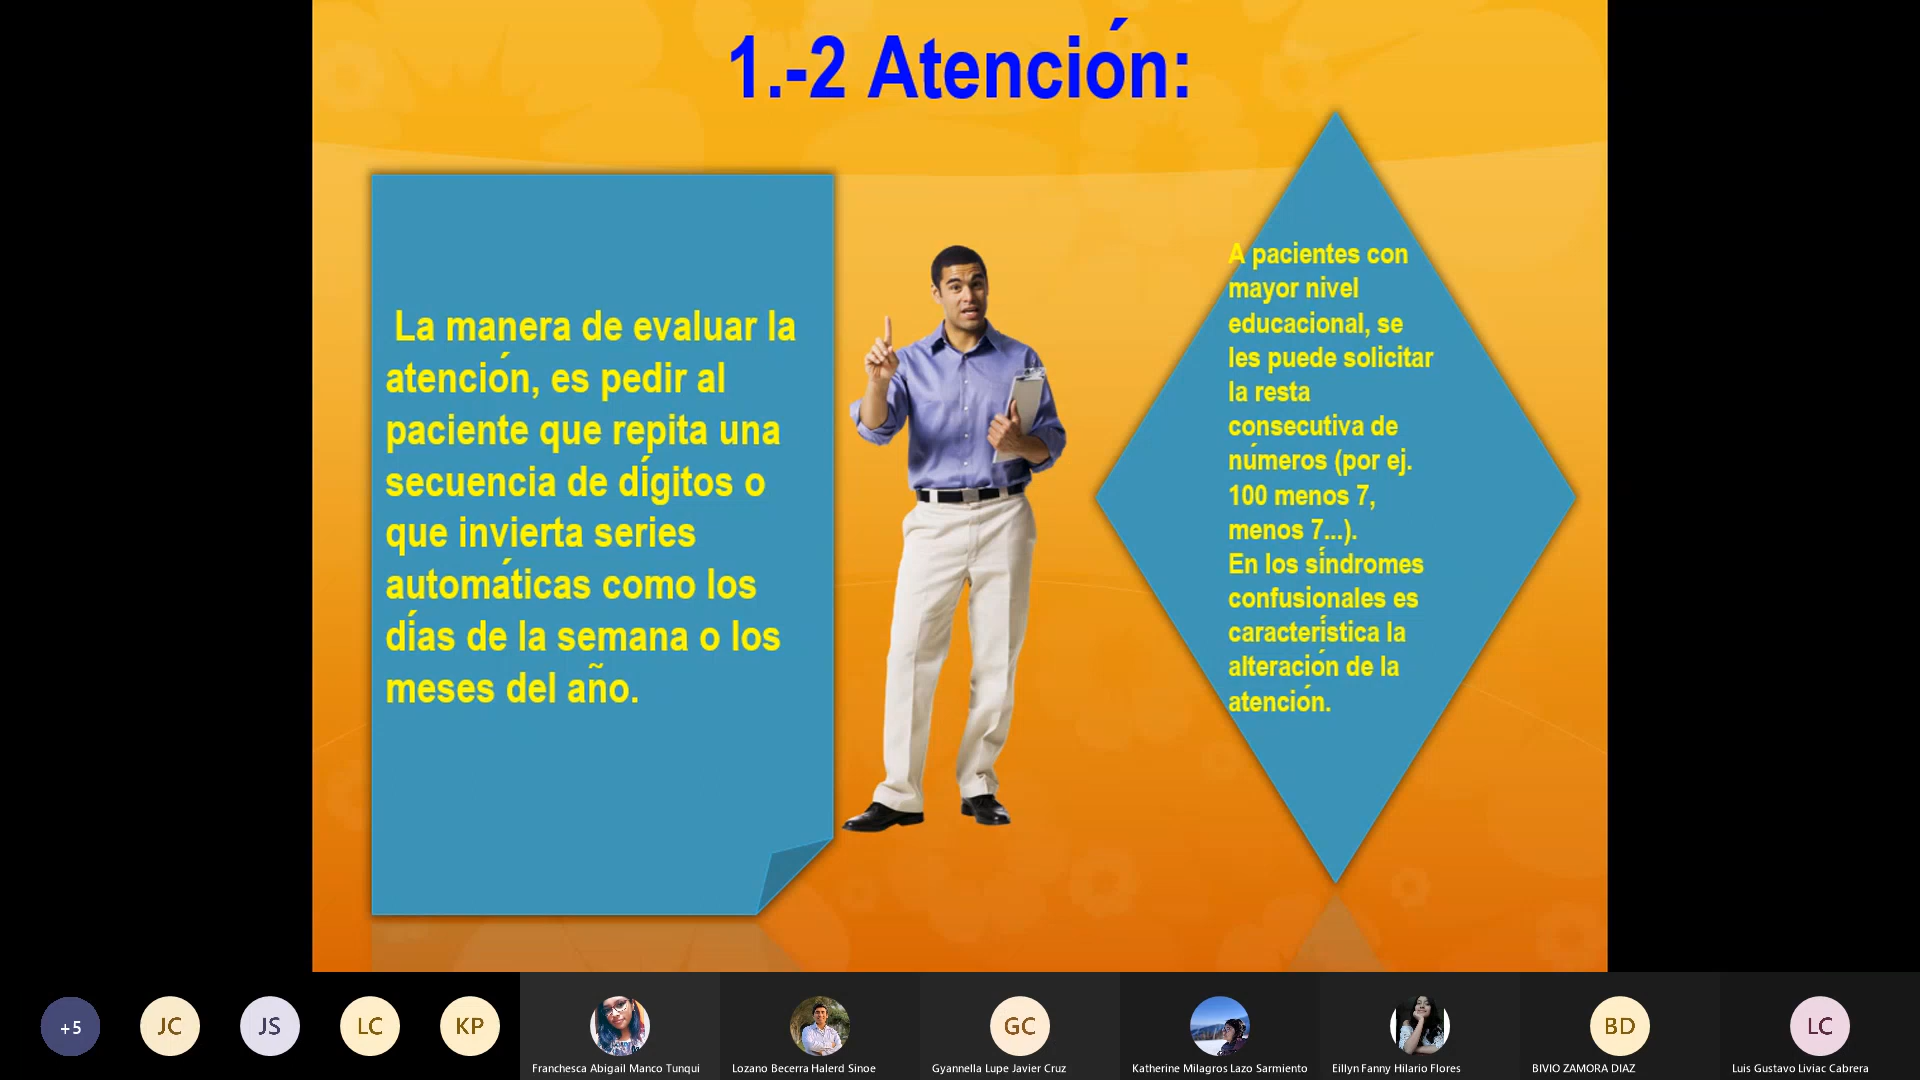 1.-2 Atención:
La manera de evaluar la
atención, es pedir al
paciente que repita una
secuencia de dígitos o
que invierta series
automáticas como los
días de la semana o los
meses del año.
A pacientes con
mayor nivel
educacional, se
les puede solicitar
la resta
consecutiva de
números (por ej.
100 menos 7,
menos 7...).
En los síndromes
confusionales es
característica la
alteración de la
atención.
+5
JC
JS
LC
KP
Franchesca Abigail Manco Tunqui
Lozano Becerra Halerd Sinoe
GC
Gyannella Lupe Javier Cruz
Katherine Milagros Lazo Sarmiento
Eillyn Fanny Hilario Flores
BD
BIVIO ZAMORA DIAZ
LC
Luis Gustavo Liviac Cabrera